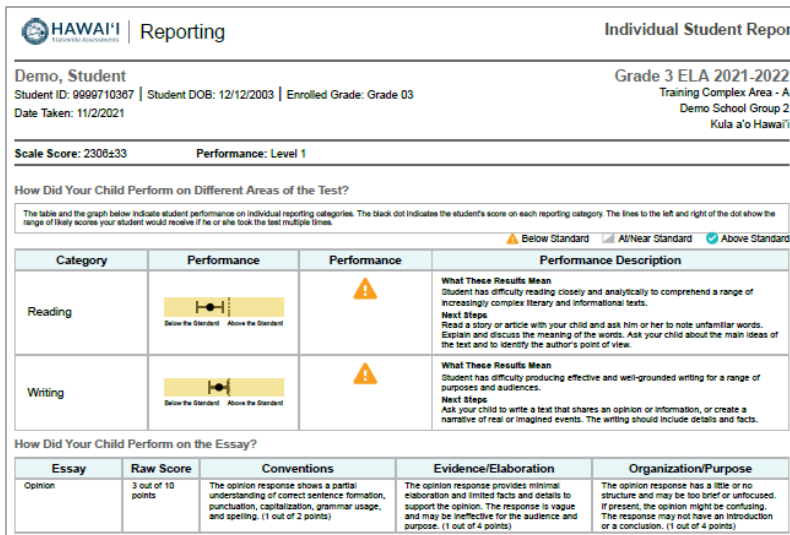 HAWAIʻI
Statewide Assessments
Reporting
Individual Student Repor
Demo, Student
Student ID: 9999710367 | Student DOB: 12/12/2003 | Enrolled Grade: Grade 03
Date Taken: 11/2/2021
Grade 3 ELA 2021-2022
Training Complex Area - A
Demo School Group 2
Kula a'o Hawai'i
Scale Score: 2306±33 Performance: Level 1
How Did Your Child Perform on Different Areas of the Test?
The table and the graph below indicate student performance on individual reporting categories. The black dot indicates the student's score on each reporting category. The lines to the left and right of the dot show the
range of likely scores your student would receive if he or she took the test multiple times.
Below Standard At/Near Standard Above Standard
Category Performance Performance Performance Description
Reading
Below the Standard Above the Standard
What These Results Mean
Student has difficulty reading closely and analytically to comprehend a range of
increasingly complex literary and informational texts.
Next Steps
Read a story or article with your child and ask him or her to note unfamiliar words.
Explain and discuss the meaning of the words. Ask your child about the main ideas of
the text and to identify the author's point of view.
Writing
Below the Standard Above the Standard
What These Results Mean
Student has difficulty producing effective and well-grounded writing for a range of
purposes and audiences.
Next Steps
Ask your child to write a text that shares an opinion or information, or create a
narrative of real or imagined events. The writing should include details and facts.
How Did Your Child Perform on the Essay?
Essay Raw Score Conventions Evidence/Elaboration Organization/Purpose
Opinion
3 out of 10
points
The opinion response shows a partial
understanding of correct sentence formation,
punctuation, capitalization, grammar usage,
and spelling. (1 out of 2 points)
The opinion response provides minimal
elaboration and limited facts and details to
support the opinion. The response is vague
and may be ineffective for the audience and
purpose. (1 out of 4 points)
The opinion response has a little or no
structure and may be too brief or unfocused.
If present, the opinion might be confusing.
The response may not have an introduction
or a conclusion. (1 out of 4 points)